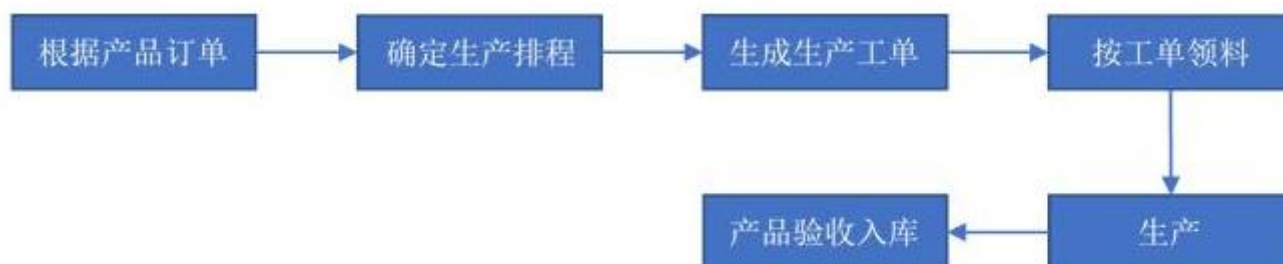 根据产品订单
确定生产排程
生成生产工单
按工单领料
生产
产品验收入库